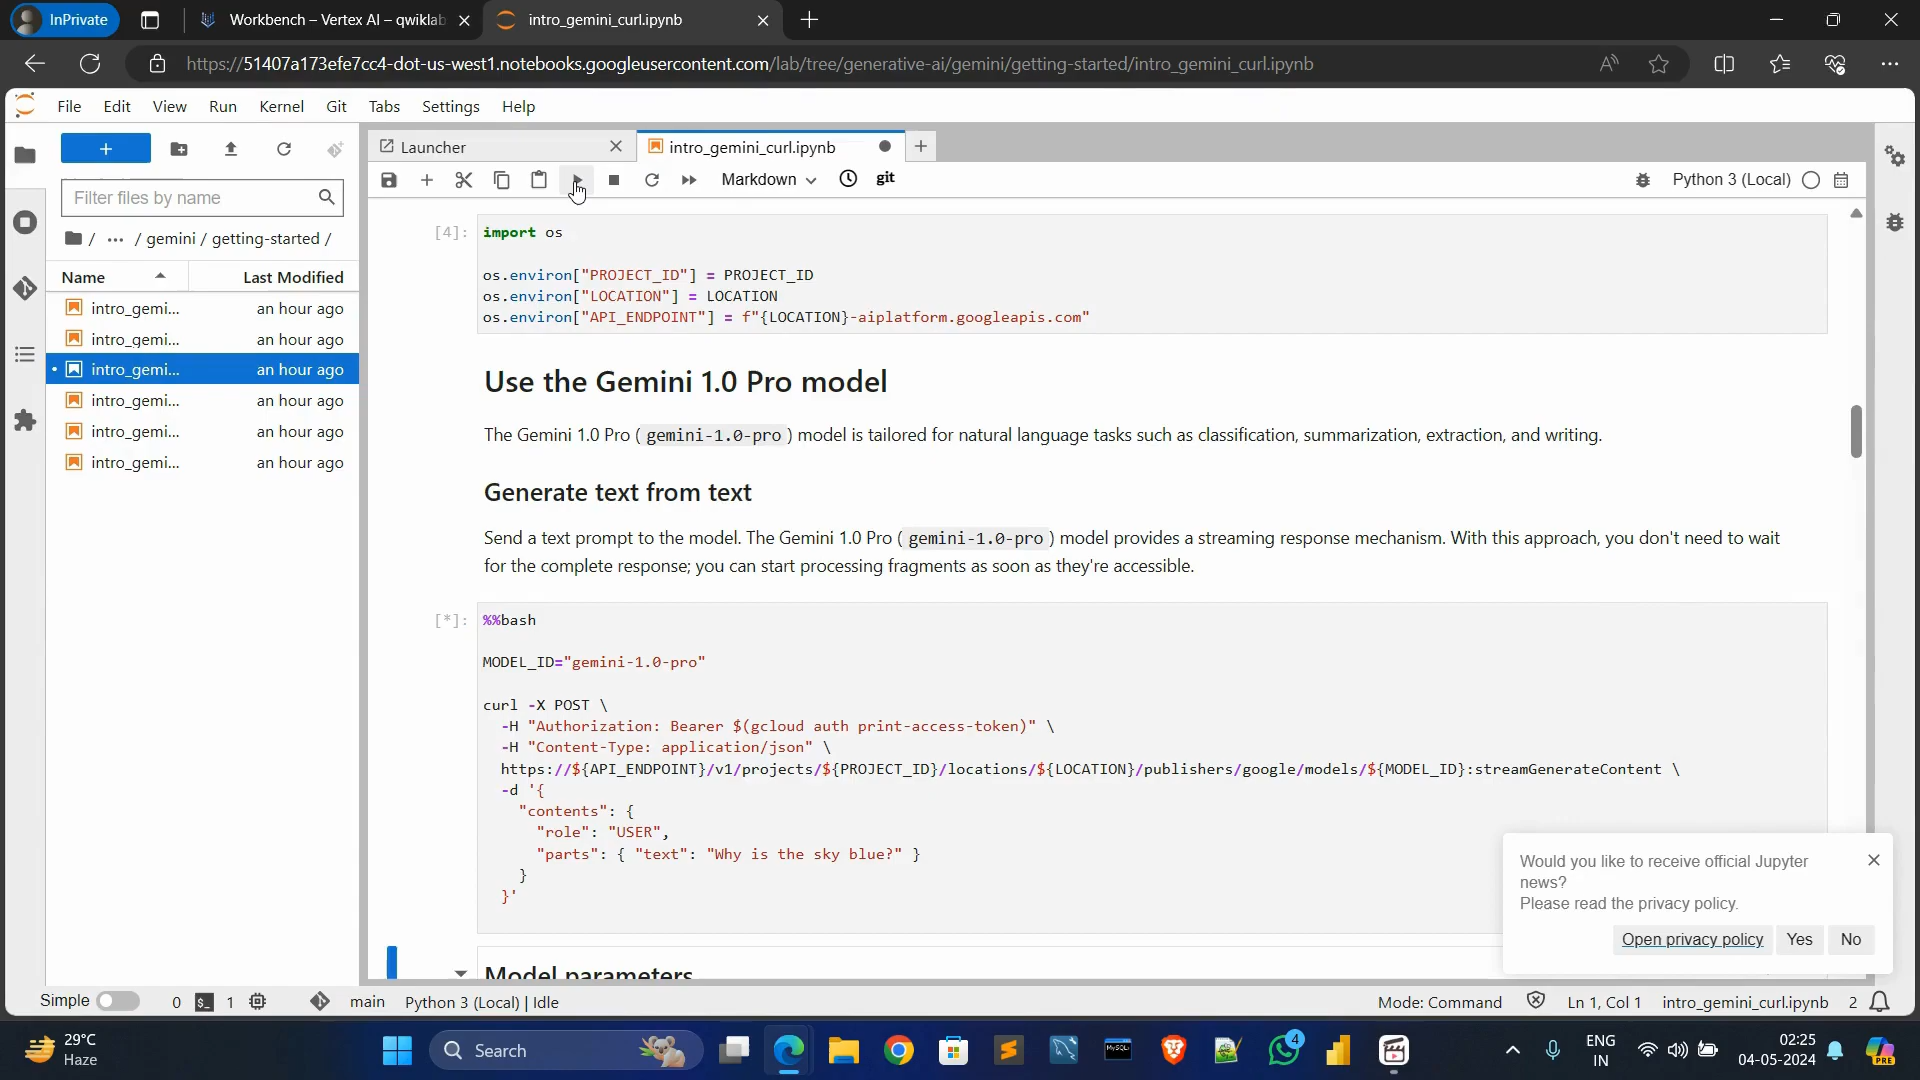 InPrivate
Workbench – Vertex AI – qwiklab
intro_gemini_curl.ipynb
https://51407a173efe7cc4-dot-us-west1.notebooks.googleusercontent.com/lab/tree/generative-ai/gemini/getting-started/intro_gemini_curl.ipynb
File Edit View Run Kernel Git Tabs Settings Help
Launcher
intro_gemini_curl.ipynb
Markdown
git
Python 3 (Local)
Filter files by name
/ ··· / gemini / getting-started /
Name Last Modified
intro_gemi... an hour ago
intro_gemi... an hour ago
intro_gemi... an hour ago
intro_gemi... an hour ago
intro_gemi... an hour ago
intro_gemi... an hour ago
[4]: import os
os.environ["PROJECT_ID"] = PROJECT_ID
os.environ["LOCATION"] = LOCATION
os.environ["API_ENDPOINT"] = f"{LOCATION}-aiplatform.googleapis.com"
Use the Gemini 1.0 Pro model
The Gemini 1.0 Pro ( gemini-1.0-pro ) model is tailored for natural language tasks such as classification, summarization, extraction, and writing.
Generate text from text
Send a text prompt to the model. The Gemini 1.0 Pro ( gemini-1.0-pro ) model provides a streaming response mechanism. With this approach, you don't need to wait
for the complete response; you can start processing fragments as soon as they're accessible.
[*]: %%bash
MODEL_ID="gemini-1.0-pro"
curl -X POST \
-H "Authorization: Bearer $(gcloud auth print-access-token)" \
-H "Content-Type: application/json" \
https://${API_ENDPOINT}/v1/projects/${PROJECT_ID}/locations/${LOCATION}/publishers/google/models/${MODEL_ID}:streamGenerateContent \
-d '{
"contents": {
"role": "USER",
"parts": { "text": "Why is the sky blue?" }
}
}'
Model parameters
Would you like to receive official Jupyter
news?
Please read the privacy policy.
Open privacy policy Yes No
Simple 0 1 main Python 3 (Local) | Idle Mode: Command Ln 1, Col 1 intro_gemini_curl.ipynb 2
29°C
Haze
Search
MySQL
4
ENG
IN
02:25
04-05-2024
PRE